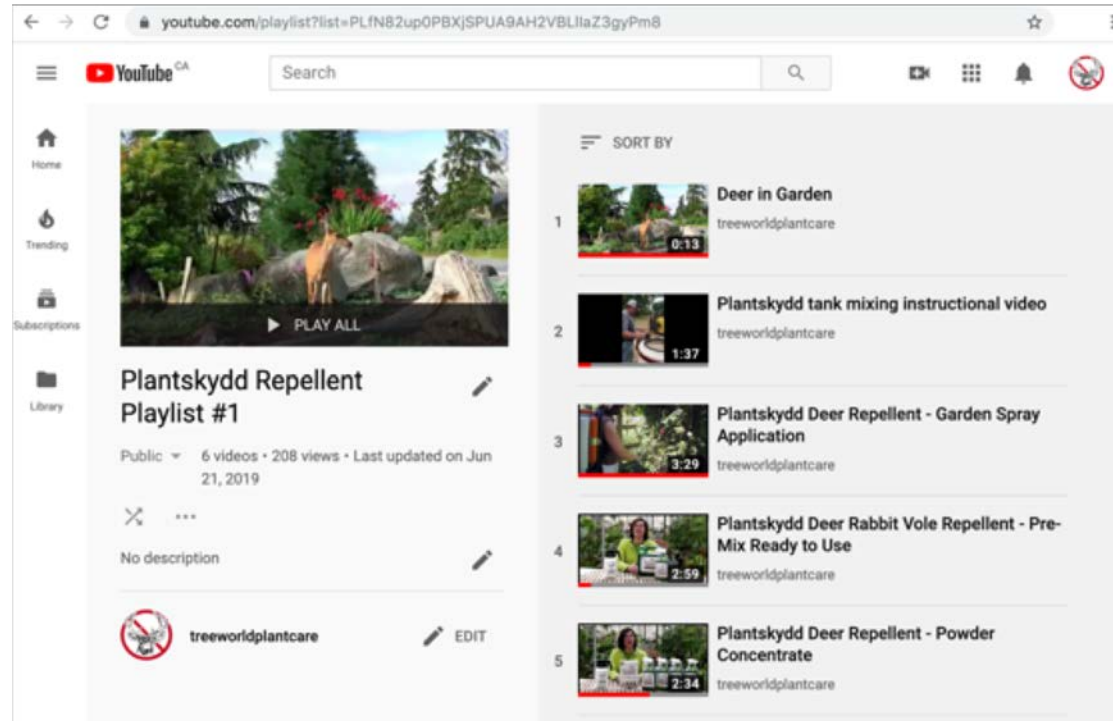 youtube.com/playlist?list=PLfN82up0PBXjSPUA9AH2VBLIIaZ3gyPm8
YouTube CA
Search
Home
Trending
Subscriptions
Library
PLAY ALL
Plantskydd Repellent
Playlist #1
Public 6 videos • 208 views • Last updated on Jun
21, 2019
No description
treeworldplantcare EDIT
SORT BY
1
Deer in Garden
treeworldplantcare
0:13
2
Plantskydd tank mixing instructional video
treeworldplantcare
1:37
3
Plantskydd Deer Repellent - Garden Spray
Application
treeworldplantcare
3:29
4
Plantskydd Deer Rabbit Vole Repellent - Pre-
Mix Ready to Use
treeworldplantcare
2:59
5
Plantskydd Deer Repellent - Powder
Concentrate
treeworldplantcare
2:34